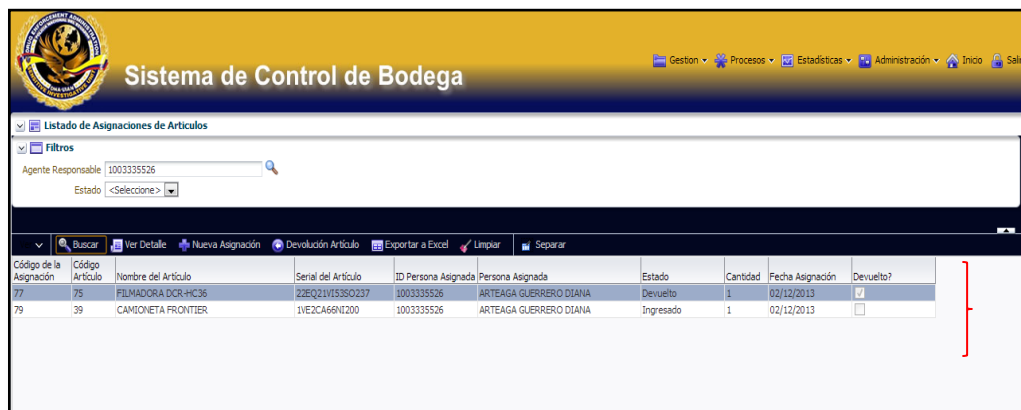 Sistema de Control de Bodega
Gestion Procesos Estadísticas Administración Inicio Sali
Listado de Asignaciones de Articulos
Filtros
Agente Responsable 1003335526
Estado <Seleccione>
Buscar Ver Detalle Nueva Asignación Devolución Artículo Exportar a Excel Limpiar Separar
Código de la Asignación Código Artículo Nombre del Artículo Serial del Artículo ID Persona Asignada Persona Asignada Estado Cantidad Fecha Asignación Devuelto?
77 75 FILMADORA DCR-HC36 22EQ21VI53SO237 1003335526 ARTEAGA GUERRERO DIANA Devuelto 1 02/12/2013
79 39 CAMIONETA FRONTIER 1VE2CA66NI200 1003335526 ARTEAGA GUERRERO DIANA Ingresado 1 02/12/2013